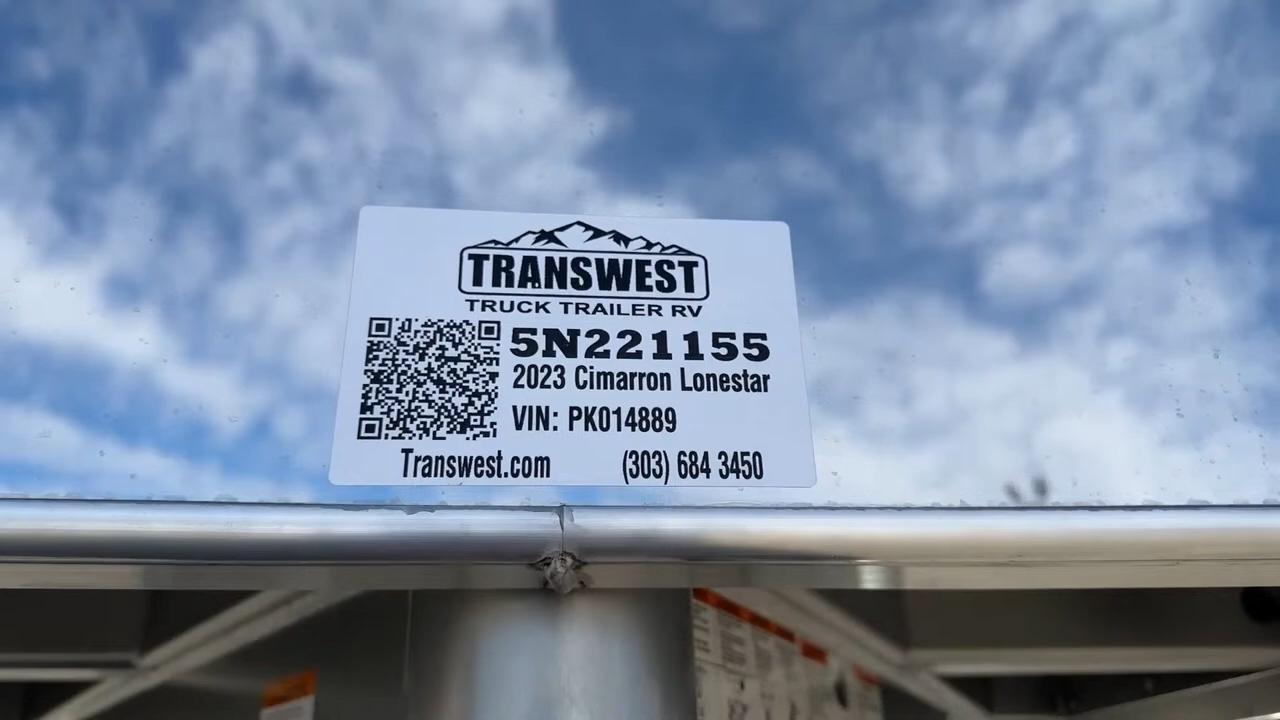 TRANSWEST
TRUCK TRAILER RV
5N221155
2023 Cimarron Lonestar
VIN: PK014889
Transwest.com (303) 684 3450